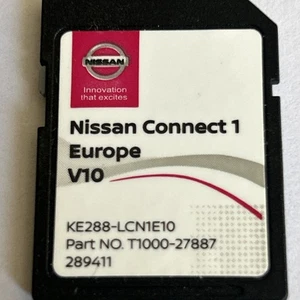 NISSAN
Innovation
that excites
Nissan Connect 1
Europe
V10
KE288-LCN1E10
Part NO. T1000-27887
289411